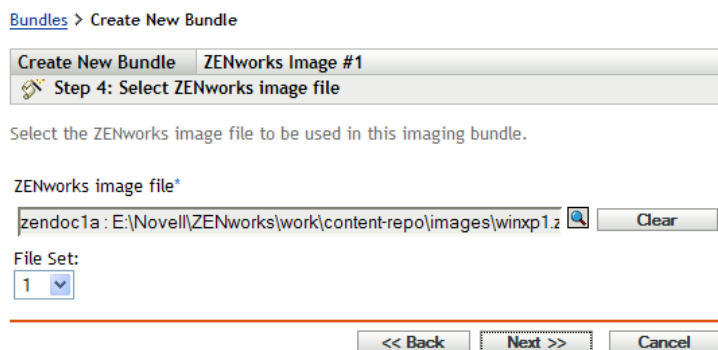 Bundles > Create New Bundle
Create New Bundle ZENworks Image #1
Step 4: Select ZENworks image file
Select the ZENworks image file to be used in this imaging bundle.
ZENworks image file*
zendoc1a : E:\Novell\ZENworks\work\content-repo\images\winxp1.z Clear
File Set:
1
<< Back Next >> Cancel